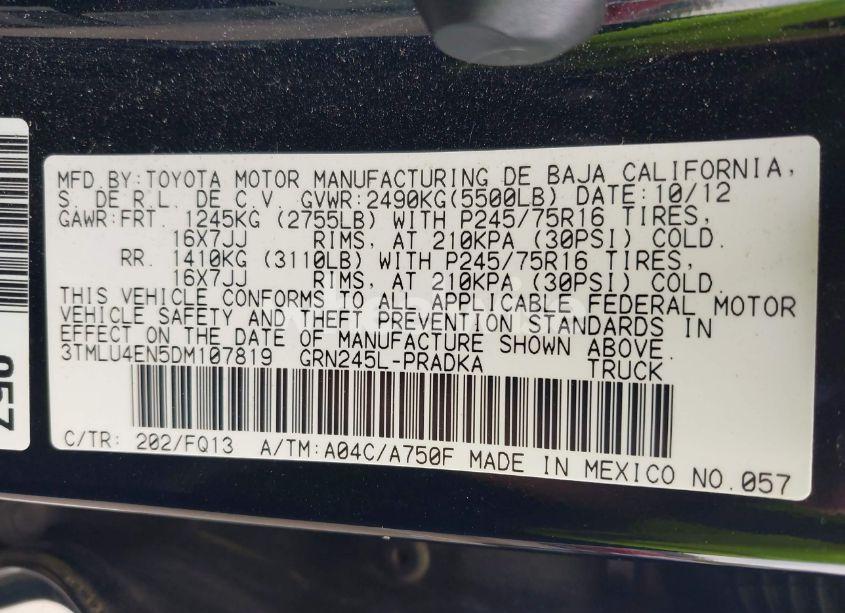 MFD.BY:TOYOTA MOTOR MANUFACTURING DE BAJA CALIFORNIA,
S. DE R.L. DE C.V. GVWR:2490KG(5500LB) DATE:10/12
GAWR:FRT. 1245KG (2755LB) WITH P245/75R16 TIRES,
16X7JJ RIMS, AT 210KPA (30PSI) COLD.
RR. 1410KG (3110LB) WITH P245/75R16 TIRES,
16X7JJ RIMS, AT 210KPA (30PSI) COLD.
THIS VEHICLE CONFORMS TO ALL APPLICABLE FEDERAL MOTOR
VEHICLE SAFETY AND THEFT PREVENTION STANDARDS IN
EFFECT ON THE DATE OF MANUFACTURE SHOWN ABOVE.
3TMLU4EN5DM107819 GRN245L-PRADKA TRUCK
C/TR: 202/FQ13 A/TM:A04C/A750F MADE IN MEXICO NO.057
057